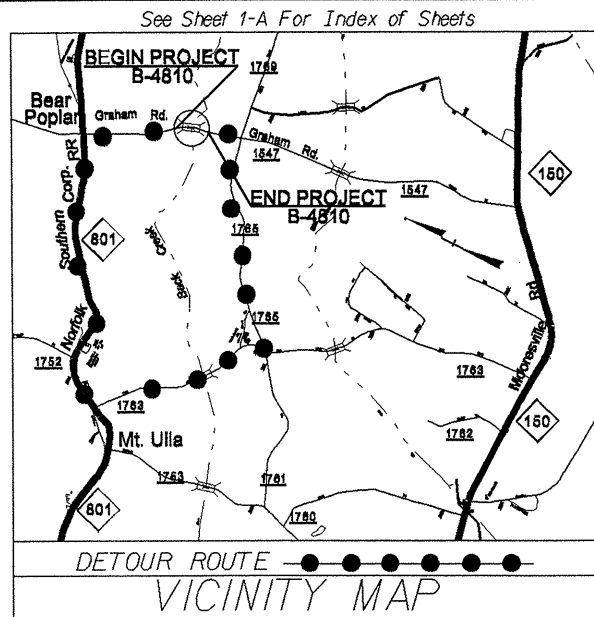 See Sheet 1-A For Index of Sheets
BEGIN PROJECT
B-4810
1769
Bear
Poplar
Graham Rd.
Graham Rd.
1547
1547
150
END PROJECT
B-4810
1765
Norfolk Southern Corp. RR
801
Back Creek
1765
1752
1763
1763
Mooresville Rd
1762
150
Mt. Ulla
1753
1761
1760
801
DETOUR ROUTE
VICINITY MAP